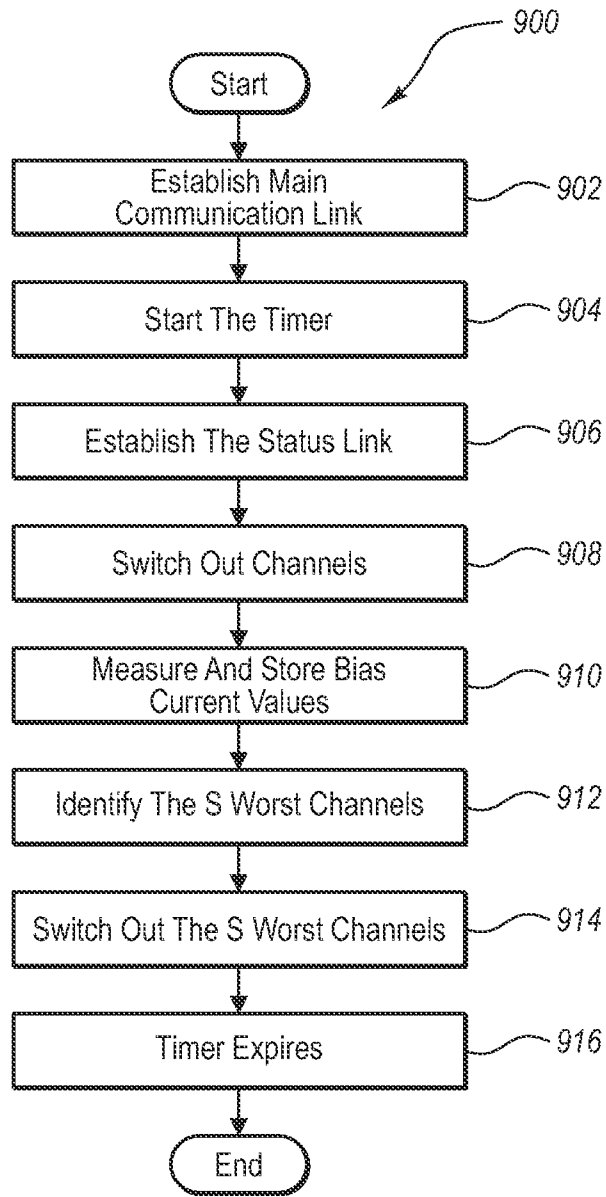 900
Start
Establish Main
Communication Link
902
Start The Timer
904
Establish The Status Link
906
Switch Out Channels
908
Measure And Store Bias
Current Values
910
Identify The S Worst Channels
912
Switch Out The S Worst Channels
914
Timer Expires
916
End